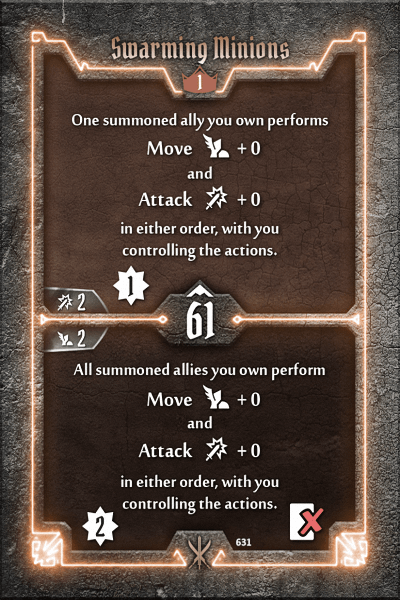 Swarming Minions
1
One summoned ally you own performs
Move + 0
and
Attack + 0
in either order, with you
controlling the actions.
1
2
61
2
All summoned allies you own perform
Move + 0
and
Attack + 0
in either order, with you
controlling the actions.
2
631